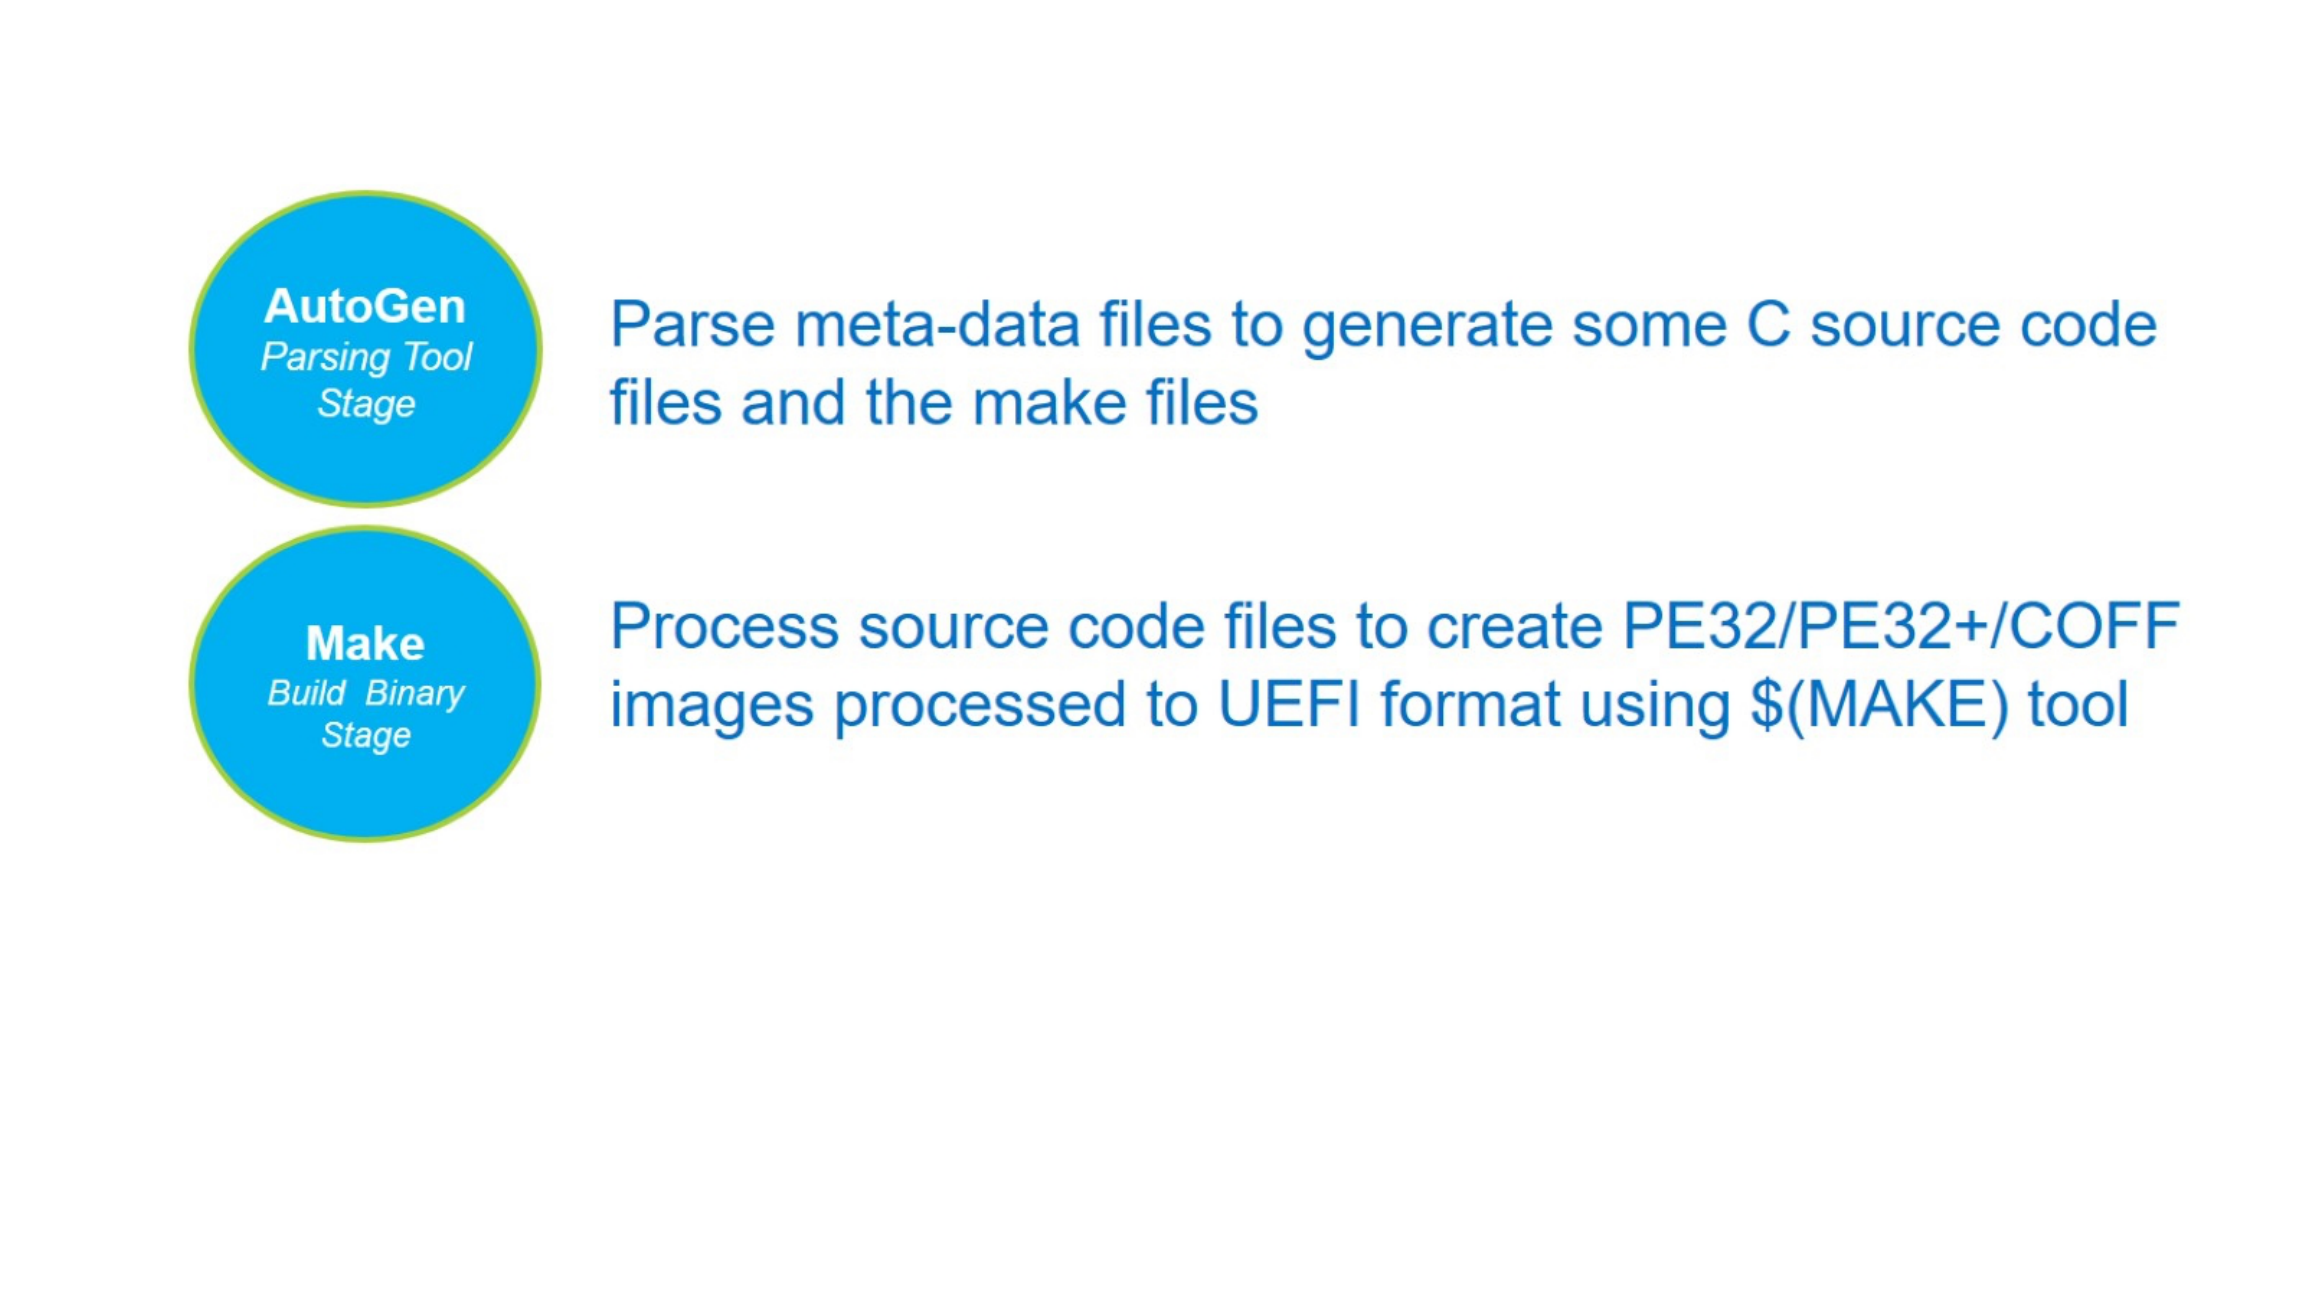 AutoGen
Parsing Tool
Stage
Parse meta-data files to generate some C source code
files and the make files
Make
Build  Binary
Stage
Process source code files to create PE32/PE32+/COFF
images processed to UEFI format using $(MAKE) tool